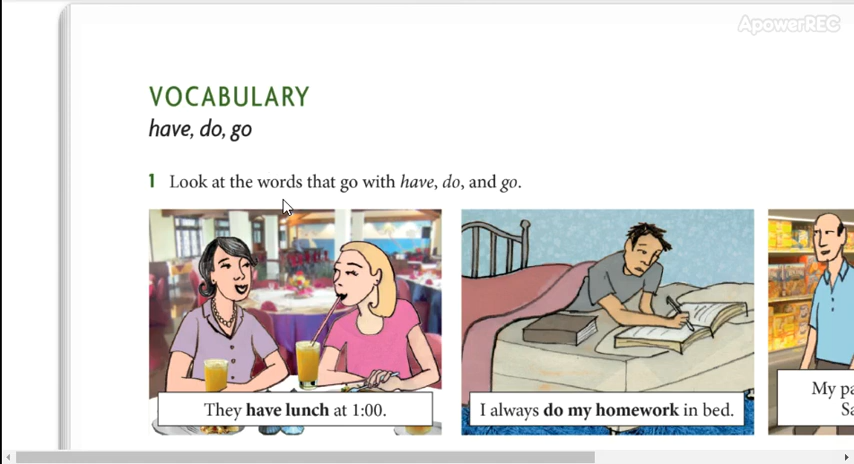 ApowerREC
VOCABULARY
have, do, go
1 Look at the words that go with have, do, and go.
They have lunch at 1:00.
I always do my homework in bed.
My pa
Sa